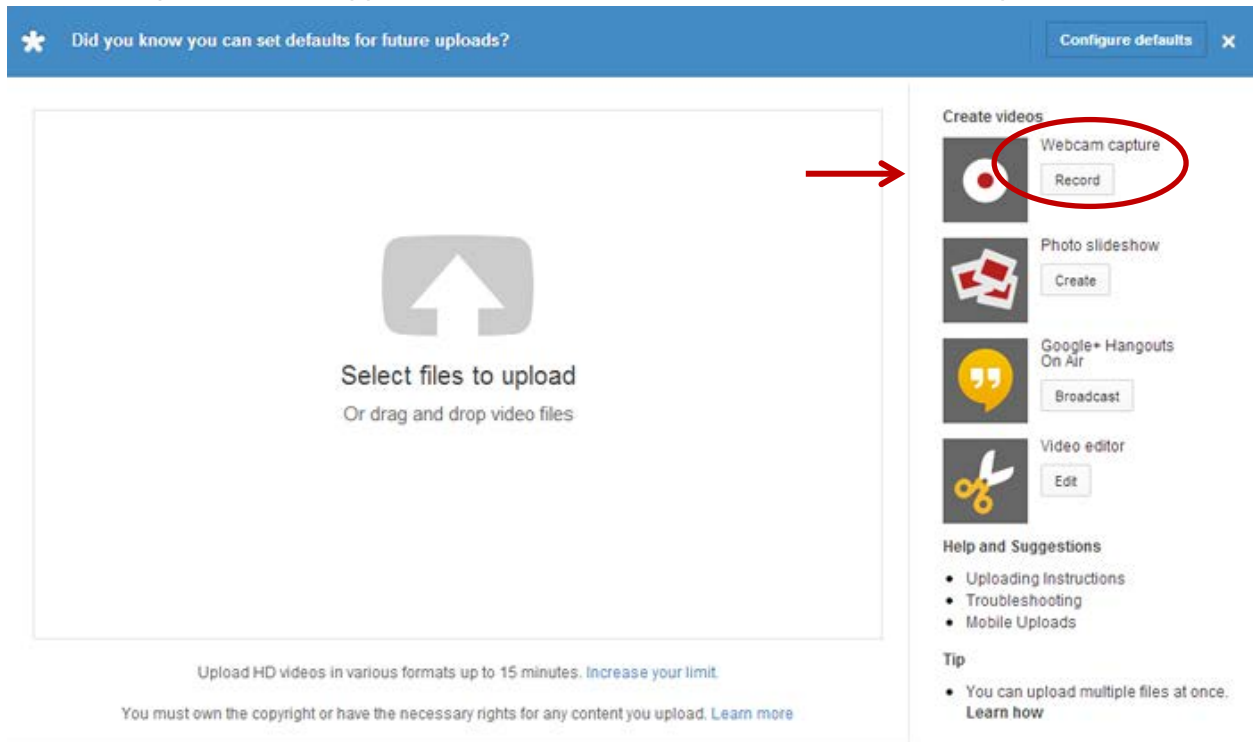 Did you know you can set defaults for future uploads?
Configure defaults
Select files to upload
Or drag and drop video files
Upload HD videos in various formats up to 15 minutes. Increase your limit.
You must own the copyright or have the necessary rights for any content you upload. Learn more
Create videos
Webcam capture
Record
Photo slideshow
Create
Google+ Hangouts
On Air
Broadcast
Video editor
Edit
Help and Suggestions
Uploading Instructions
Troubleshooting
Mobile Uploads
Tip
You can upload multiple files at once.
Learn how